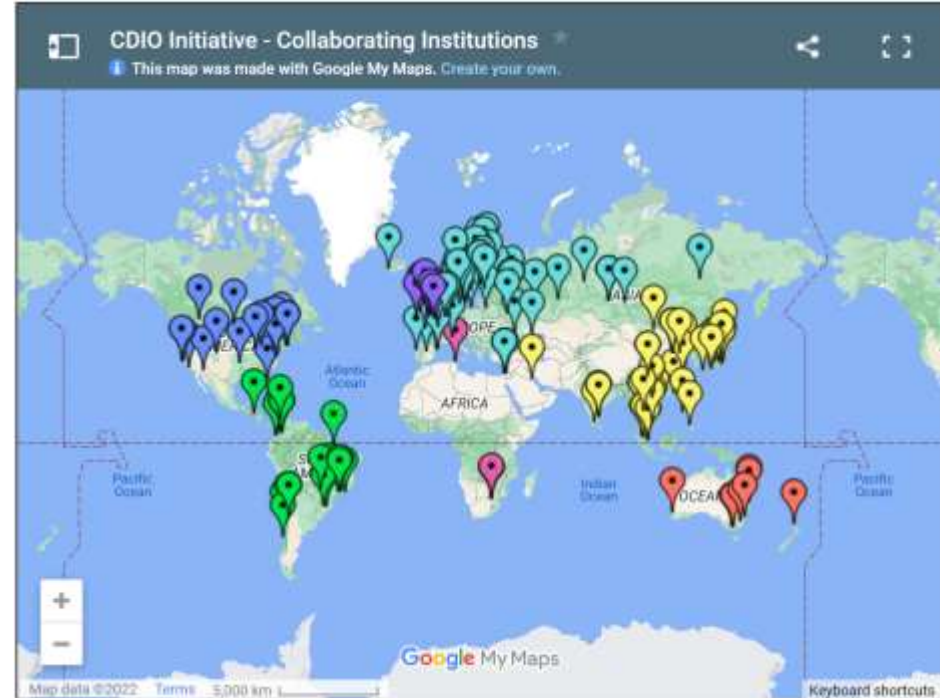 CDIO Initiative - Collaborating Institutions
This map was made with Google My Maps. Create your own.
Atlantic
Ocean
AFRICA
Pacific
Ocean
Indian
Ocean
Pacific
Ocean
+
−
Google My Maps
Map data ©2022 Terms 5,000 km Keyboard shortcuts